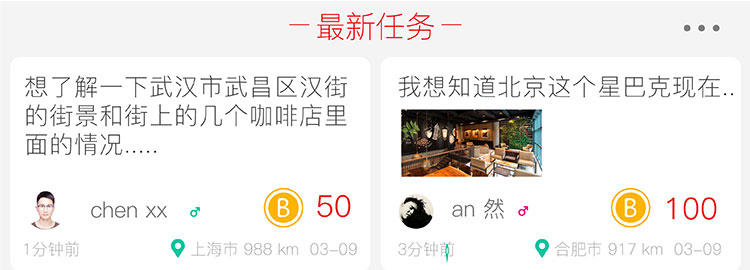 最新任务
想了解一下武汉市武昌区汉街
的街景和街上的几个咖啡店里
面的情况.....
chen xx ♂ B 50
1分钟前 上海市 988 km 03-09
我想知道北京这个星巴克现在..
an 然 ♂ B 100
3分钟前 合肥市 917 km 03-09